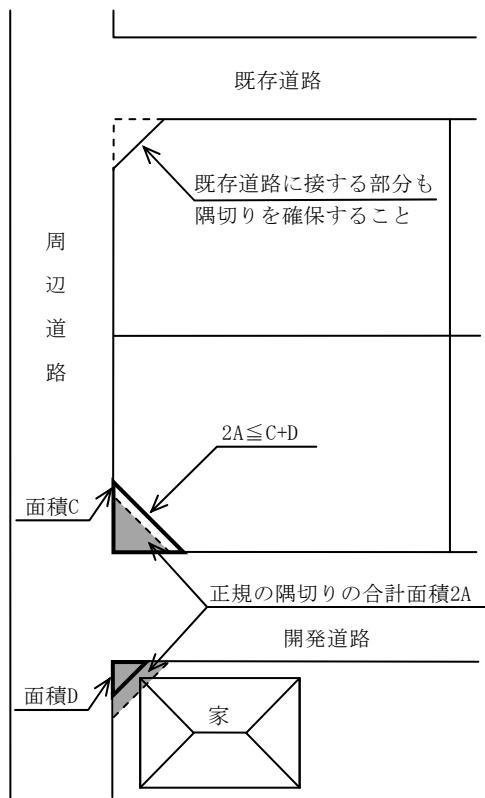 既存道路
既存道路に接する部分も
隅切りを確保すること
周辺道路
2A≦C+D
面積C
正規の隅切りの合計面積2A
開発道路
面積D
家